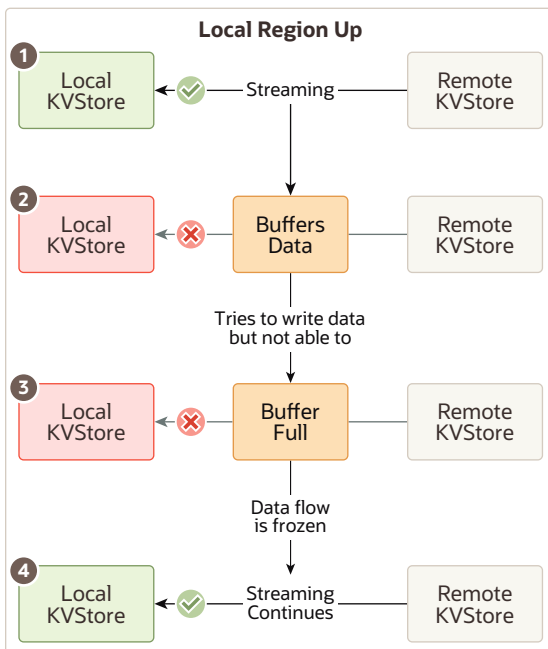 Local Region Up
1
Local
KVStore
Streaming
Remote
KVStore
2
Local
KVStore
Buffers
Data
Remote
KVStore
Tries to write data
but not able to
3
Local
KVStore
Buffer
Full
Remote
KVStore
Data flow
is frozen
4
Local
KVStore
Streaming
Continues
Remote
KVStore